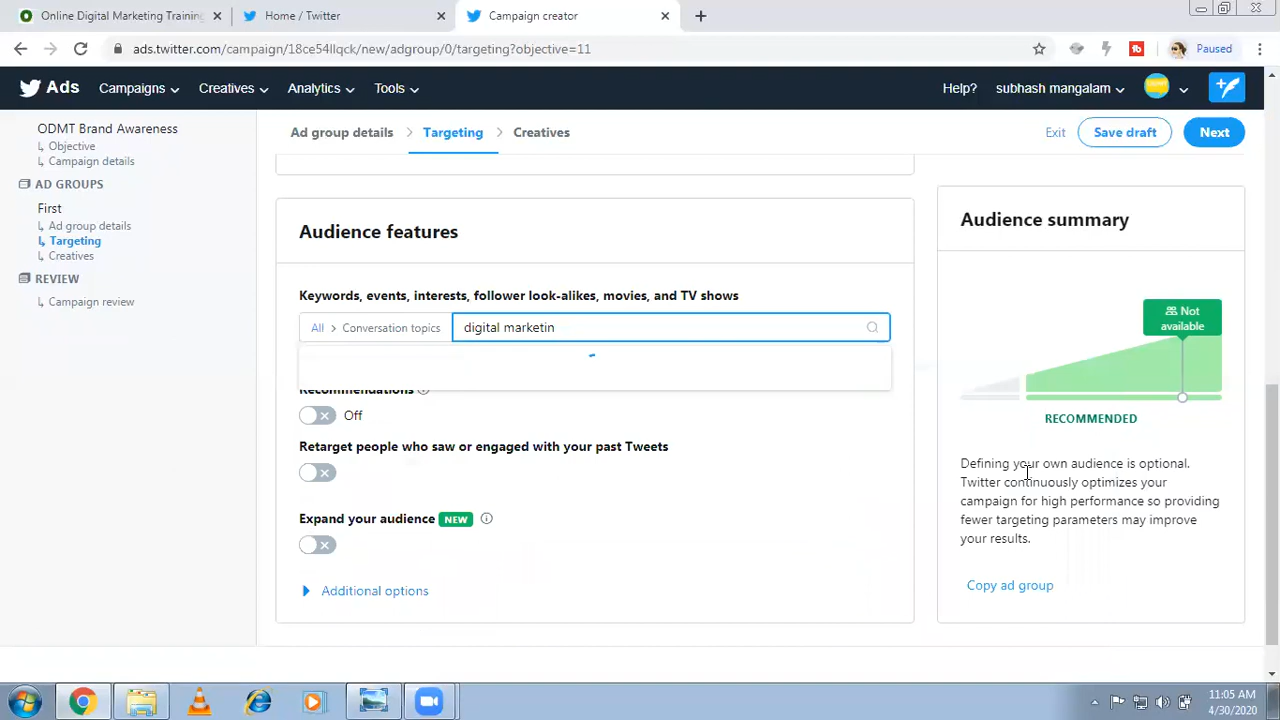 Online Digital Marketing Training
Home / Twitter
Campaign creator
ads.twitter.com/campaign/18ce54llqck/new/adgroup/0/targeting?objective=11
Paused
Ads
Campaigns
Creatives
Analytics
Tools
Help?
subhash mangalam
ODMT Brand Awareness
Objective
Campaign details
AD GROUPS
First
Ad group details
Targeting
Creatives
REVIEW
Campaign review
Ad group details
Targeting
Creatives
Exit
Save draft
Next
Audience features
Keywords, events, interests, follower look-alikes, movies, and TV shows
All > Conversation topics
digital marketin
Recommendations
Off
Retarget people who saw or engaged with your past Tweets
Expand your audience NEW
Additional options
Audience summary
Not
available
RECOMMENDED
Defining your own audience is optional.
Twitter continuously optimizes your
campaign for high performance so providing
fewer targeting parameters may improve
your results.
Copy ad group
11:05 AM
4/30/2020